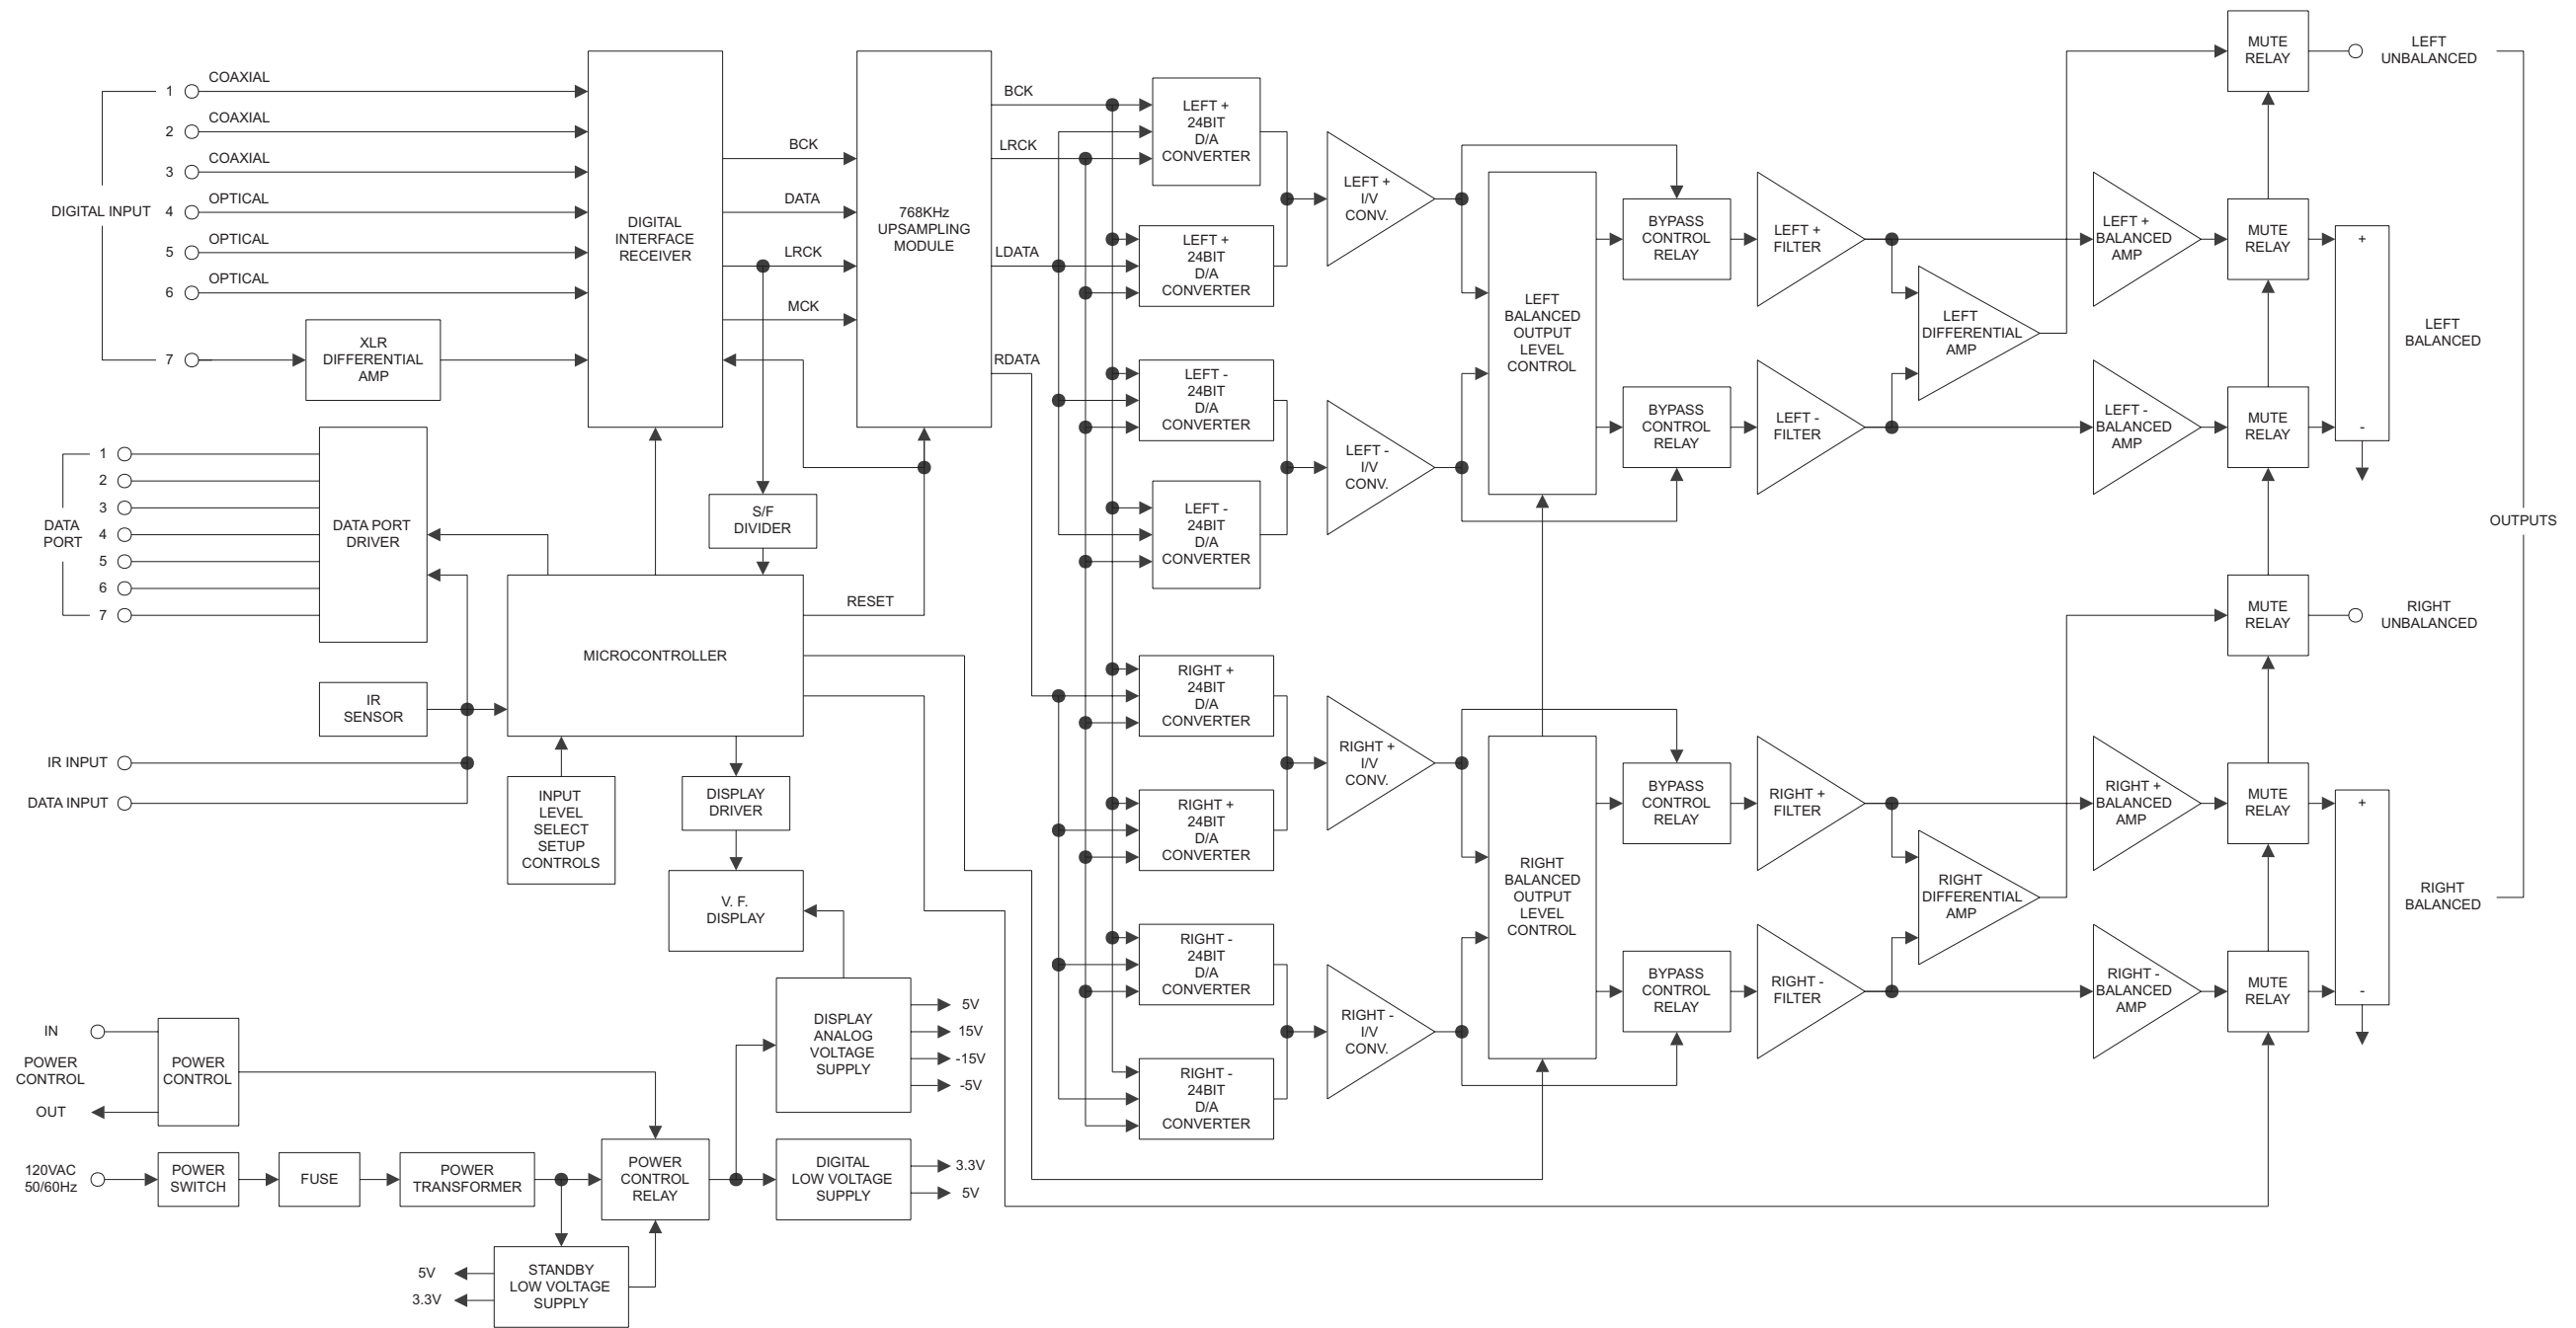 1
COAXIAL
2
COAXIAL
3
COAXIAL
DIGITAL INPUT
4
OPTICAL
5
OPTICAL
6
OPTICAL
7
XLR
DIFFERENTIAL
AMP
DIGITAL
INTERFACE
RECEIVER
BCK
DATA
LRCK
MCK
768KHz
UPSAMPLING
MODULE
BCK
LRCK
LDATA
RDATA
DATA
PORT
1
2
3
4
5
6
7
DATA PORT
DRIVER
S/F
DIVIDER
MICROCONTROLLER
RESET
IR
SENSOR
IR INPUT
DATA INPUT
INPUT
LEVEL
SELECT
SETUP
CONTROLS
DISPLAY
DRIVER
V. F.
DISPLAY
DISPLAY
ANALOG
VOLTAGE
SUPPLY
5V
15V
-15V
-5V
IN
POWER
CONTROL
OUT
POWER
CONTROL
120VAC
50/60Hz
POWER
SWITCH
FUSE
POWER
TRANSFORMER
POWER
CONTROL
RELAY
DIGITAL
LOW VOLTAGE
SUPPLY
3.3V
5V
STANDBY
LOW VOLTAGE
SUPPLY
5V
3.3V
LEFT +
24BIT
D/A
CONVERTER
LEFT +
24BIT
D/A
CONVERTER
LEFT -
24BIT
D/A
CONVERTER
LEFT -
24BIT
D/A
CONVERTER
RIGHT +
24BIT
D/A
CONVERTER
RIGHT +
24BIT
D/A
CONVERTER
RIGHT -
24BIT
D/A
CONVERTER
RIGHT -
24BIT
D/A
CONVERTER
LEFT +
I/V
CONV.
LEFT -
I/V
CONV.
RIGHT +
I/V
CONV.
RIGHT -
I/V
CONV.
LEFT
BALANCED
OUTPUT
LEVEL
CONTROL
RIGHT
BALANCED
OUTPUT
LEVEL
CONTROL
BYPASS
CONTROL
RELAY
BYPASS
CONTROL
RELAY
BYPASS
CONTROL
RELAY
BYPASS
CONTROL
RELAY
LEFT +
FILTER
LEFT -
FILTER
RIGHT +
FILTER
RIGHT -
FILTER
LEFT
DIFFERENTIAL
AMP
RIGHT
DIFFERENTIAL
AMP
LEFT +
BALANCED
AMP
LEFT -
BALANCED
AMP
RIGHT +
BALANCED
AMP
RIGHT -
BALANCED
AMP
MUTE
RELAY
MUTE
RELAY
MUTE
RELAY
MUTE
RELAY
MUTE
RELAY
MUTE
RELAY
LEFT
UNBALANCED
+
-
LEFT
BALANCED
OUTPUTS
RIGHT
UNBALANCED
+
-
RIGHT
BALANCED